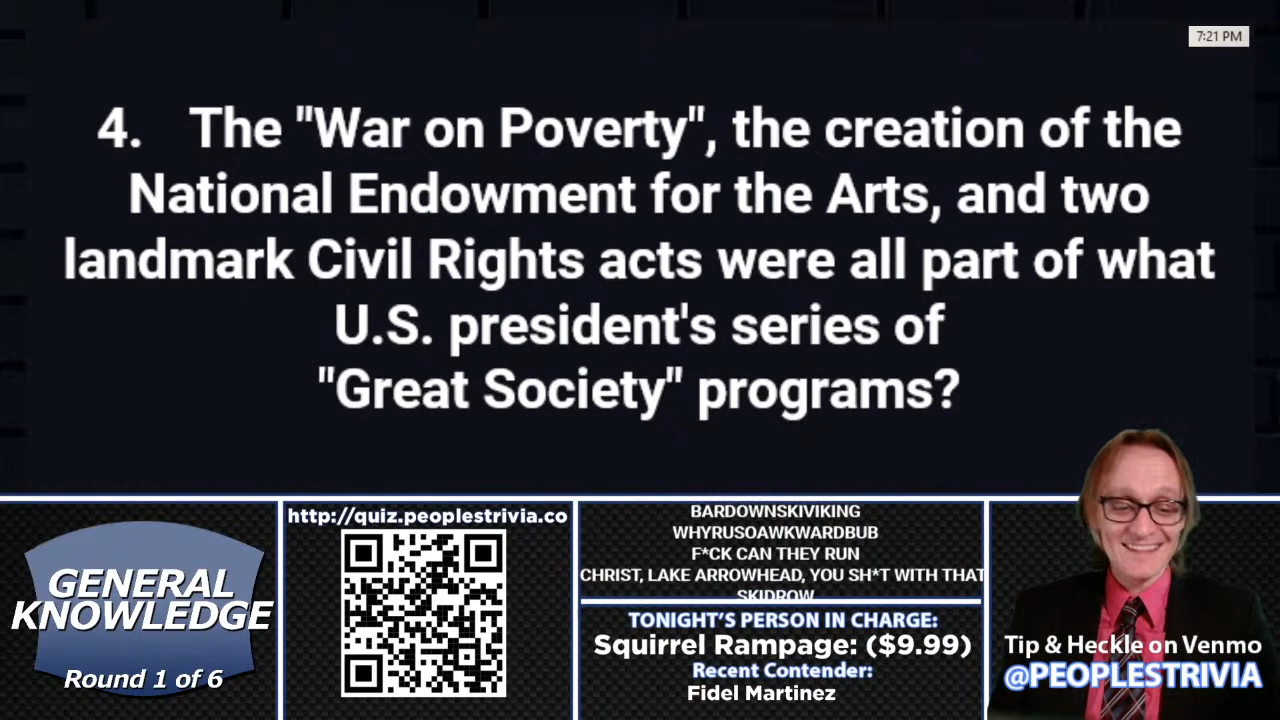 7:21 PM
4. The "War on Poverty", the creation of the
National Endowment for the Arts, and two
landmark Civil Rights acts were all part of what
U.S. president's series of
"Great Society" programs?
GENERAL
KNOWLEDGE
Round 1 of 6
http://quiz.peoplestrivia.co
BARDOWNSKIVIKING
WHYRUSOAWKWARDBUB
F*CK CAN THEY RUN
CHRIST, LAKE ARROWHEAD, YOU SH*T WITH THAT
SKIDROW
TONIGHT'S PERSON IN CHARGE:
Squirrel Rampage: ($9.99)
Recent Contender:
Fidel Martinez
Tip & Heckle on Venmo
@PEOPLESTRIVIA